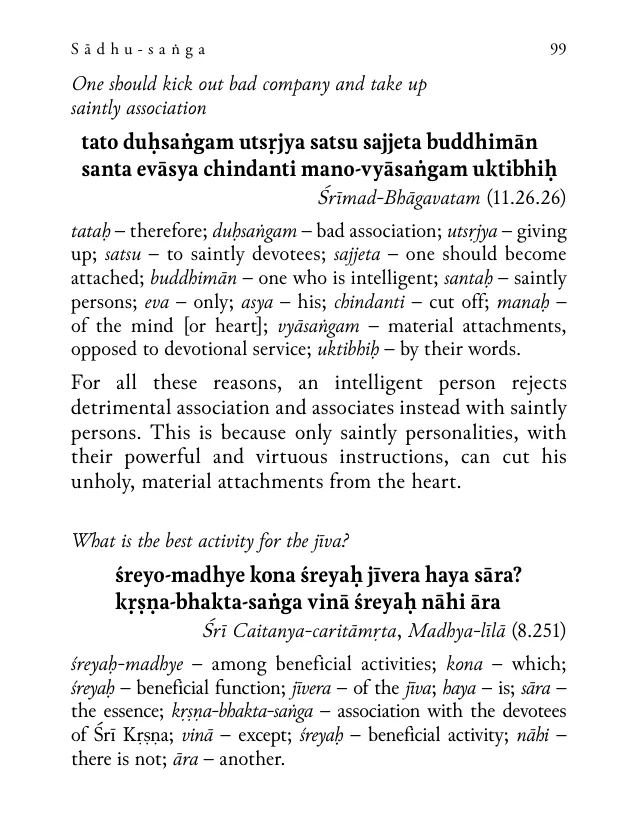 Sādhu-saṅga 99
One should kick out bad company and take up
saintly association
tato duḥsaṅgam utsṛjya satsu sajjeta buddhimān
santa evāsya chindanti mano-vyāsaṅgam uktibhiḥ
Śrīmad-Bhāgavatam (11.26.26)
tataḥ – therefore; duḥsaṅgam – bad association; utsṛjya – giving
up; satsu – to saintly devotees; sajjeta – one should become
attached; buddhimān – one who is intelligent; santaḥ – saintly
persons; eva – only; asya – his; chindanti – cut off; manaḥ –
of the mind [or heart]; vyāsaṅgam – material attachments,
opposed to devotional service; uktibhiḥ – by their words.
For all these reasons, an intelligent person rejects
detrimental association and associates instead with saintly
persons. This is because only saintly personalities, with
their powerful and virtuous instructions, can cut his
unholy, material attachments from the heart.
What is the best activity for the jīva?
śreyo-madhye kona śreyaḥ jīvera haya sāra?
kṛṣṇa-bhakta-saṅga vinā śreyaḥ nāhi āra
Śrī Caitanya-caritāmṛta, Madhya-līlā (8.251)
śreyaḥ-madhye – among beneficial activities; kona – which;
śreyaḥ – beneficial function; jīvera – of the jīva; haya – is; sāra –
the essence; kṛṣṇa-bhakta-saṅga – association with the devotees
of Śrī Kṛṣṇa; vinā – except; śreyaḥ – beneficial activity; nāhi –
there is not; āra – another.